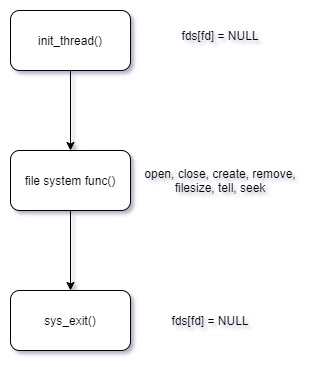 init_thread()
fds[fd] = NULL
file system func()
open, close, create, remove,
filesize, tell, seek
sys_exit()
fds[fd] = NULL